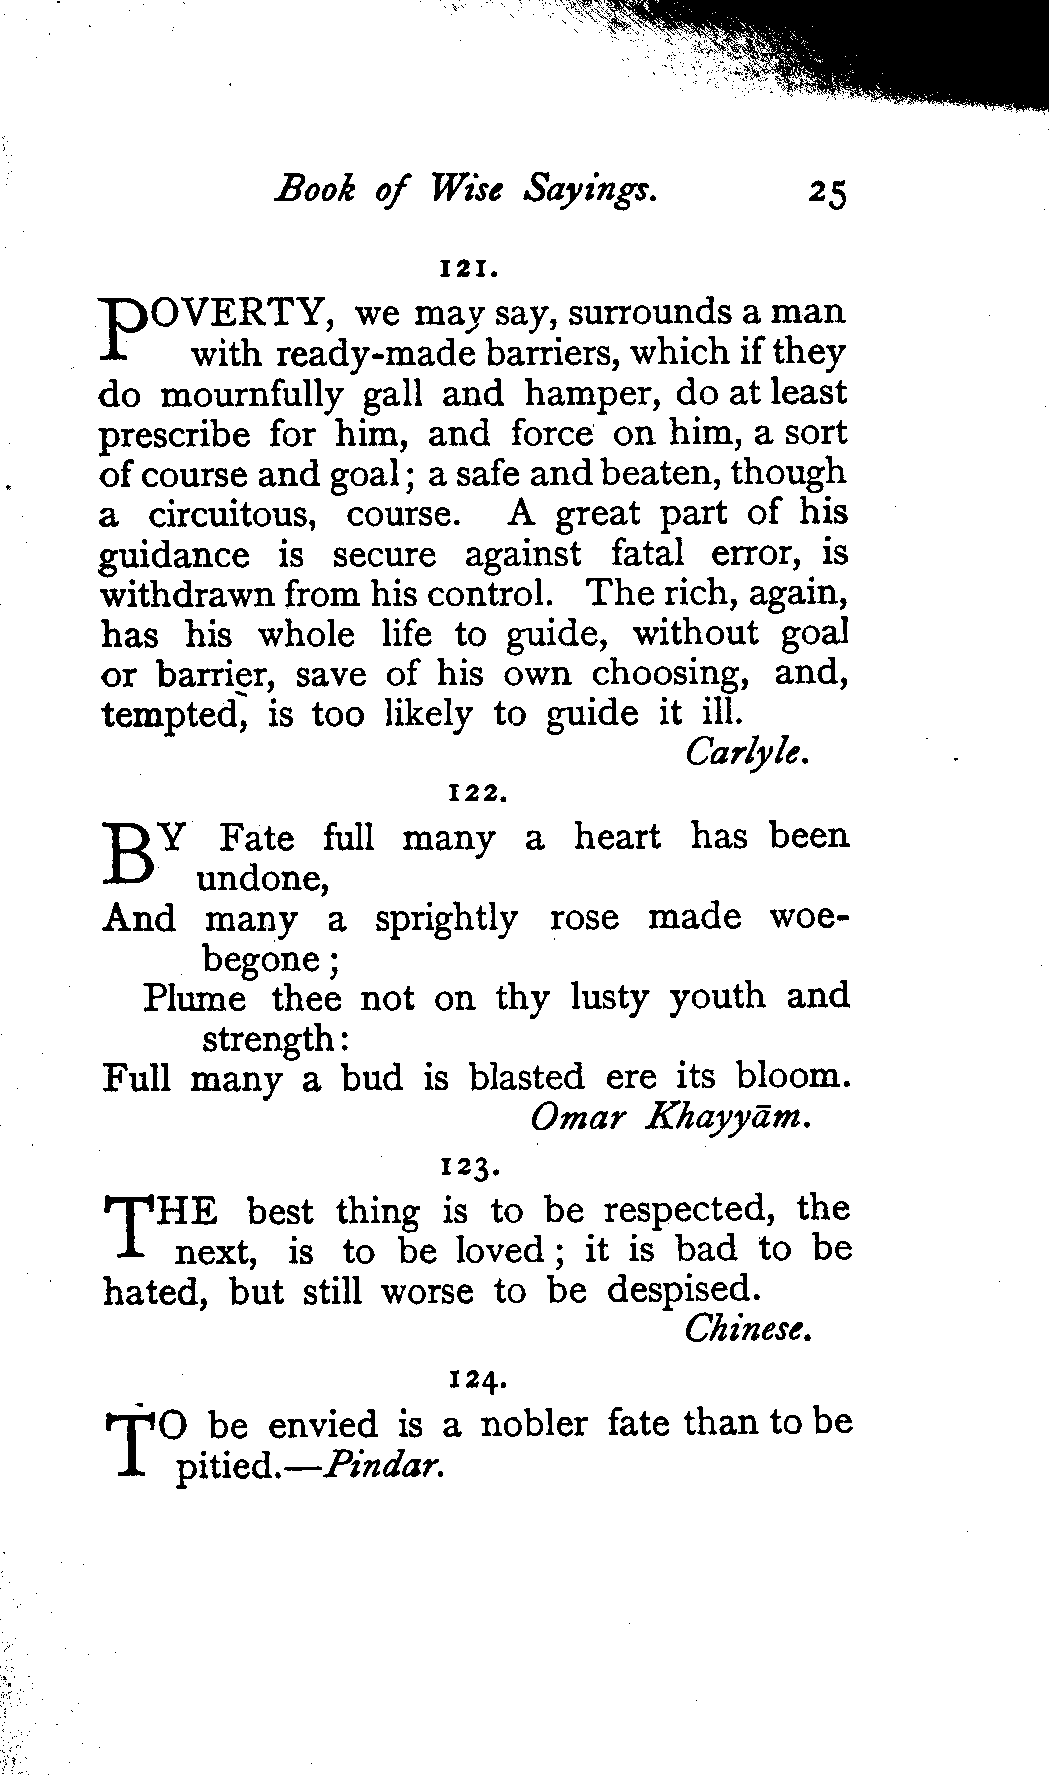 Book of Wise Sayings. 25
121.
POVERTY, we may say, surrounds a man
with ready-made barriers, which if they
do mournfully gall and hamper, do at least
prescribe for him, and force on him, a sort
of course and goal; a safe and beaten, though
a circuitous, course. A great part of his
guidance is secure against fatal error, is
withdrawn from his control. The rich, again,
has his whole life to guide, without goal
or barrier, save of his own choosing, and,
tempted, is too likely to guide it ill.
Carlyle.
122.
BY Fate full many a heart has been
undone,
And many a sprightly rose made woe-
begone;
Plume thee not on thy lusty youth and
strength:
Full many a bud is blasted ere its bloom.
Omar Khayyām.
123.
THE best thing is to be respected, the
next, is to be loved; it is bad to be
hated, but still worse to be despised.
Chinese.
124.
TO be envied is a nobler fate than to be
pitied.—Pindar.